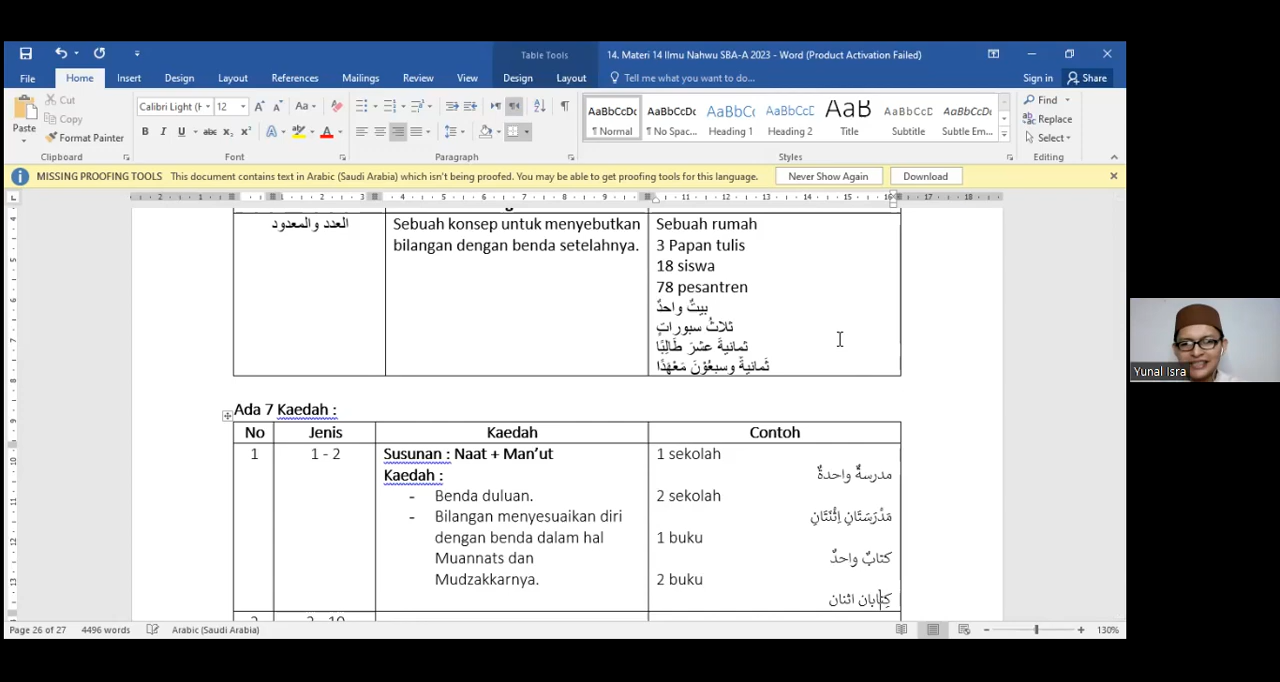 14. Materi 14 Ilmu Nahwu SBA-A 2023 - Word (Product Activation Failed)
Table Tools
File Home Insert Design Layout References Mailings Review View Design Layout Tell me what you want to do... Sign in Share
Paste
Cut
Copy
Format Painter
Clipboard
Calibri Light (H 12
Font
Paragraph
AaBbCcDc AaBbCcDc AaBbCc AaBbCcC AaB AaBbCcD AaBbCcDc
¶ Normal ¶ No Spac... Heading 1 Heading 2 Title Subtitle Subtle Em...
Styles
Find
Replace
Select
Editing
MISSING PROOFING TOOLS This document contains text in Arabic (Saudi Arabia) which isn't being proofed. You may be able to get proofing tools for this language. Never Show Again Download
العدد والمعدود
Sebuah konsep untuk menyebutkan
bilangan dengan benda setelahnya.
Sebuah rumah
3 Papan tulis
18 siswa
78 pesantren
بيتٌ واحدٌ
ثلاثُ سبوراتٍ
ثمانيةَ عشرَ طَالِبًا
ثَمانيةٌ وسبعُوْنَ مَعْهَدًا
Ada 7 Kaedah :
No Jenis Kaedah Contoh
1
1 - 2
Susunan : Naat + Man’ut
Kaedah :
- Benda duluan.
- Bilangan menyesuaikan diri
dengan benda dalam hal
Muannats dan
Mudzakkarnya.
1 sekolah
مدرسةٌ واحدةٌ
2 sekolah
مَدْرَسَتَانِ اِثْنَتَانِ
1 buku
كتابٌ واحدٌ
2 buku
كِتابان اثنان
Page 26 of 27 4496 words Arabic (Saudi Arabia) 130%
Yunal Isra